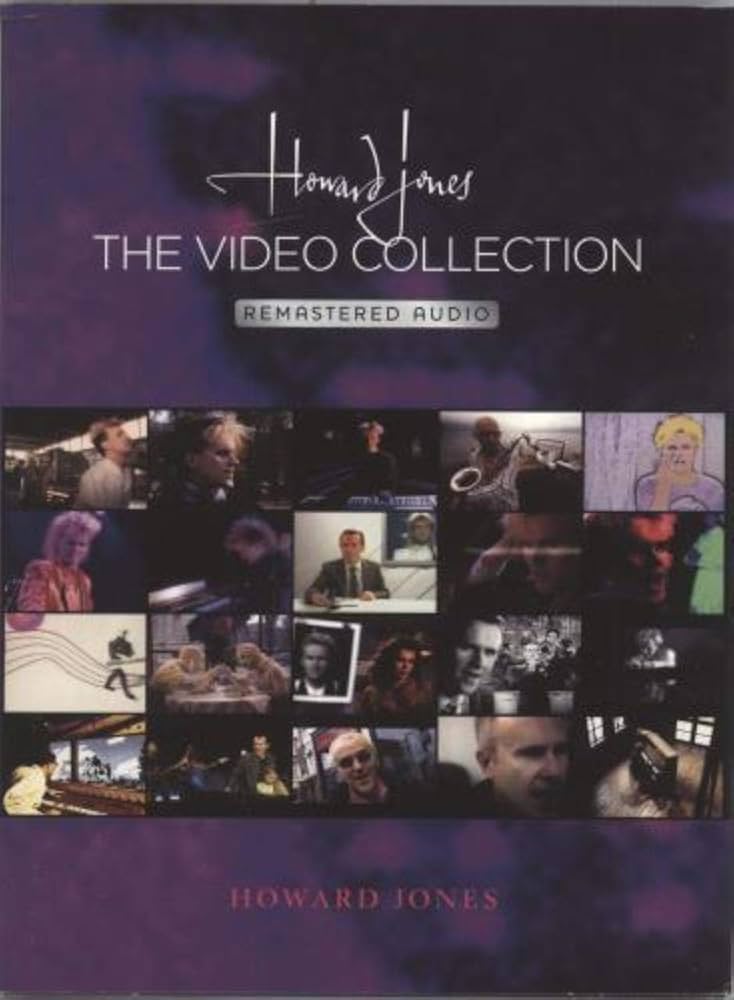 Howard Jones
THE VIDEO COLLECTION
REMASTERED AUDIO
HOWARD JONES